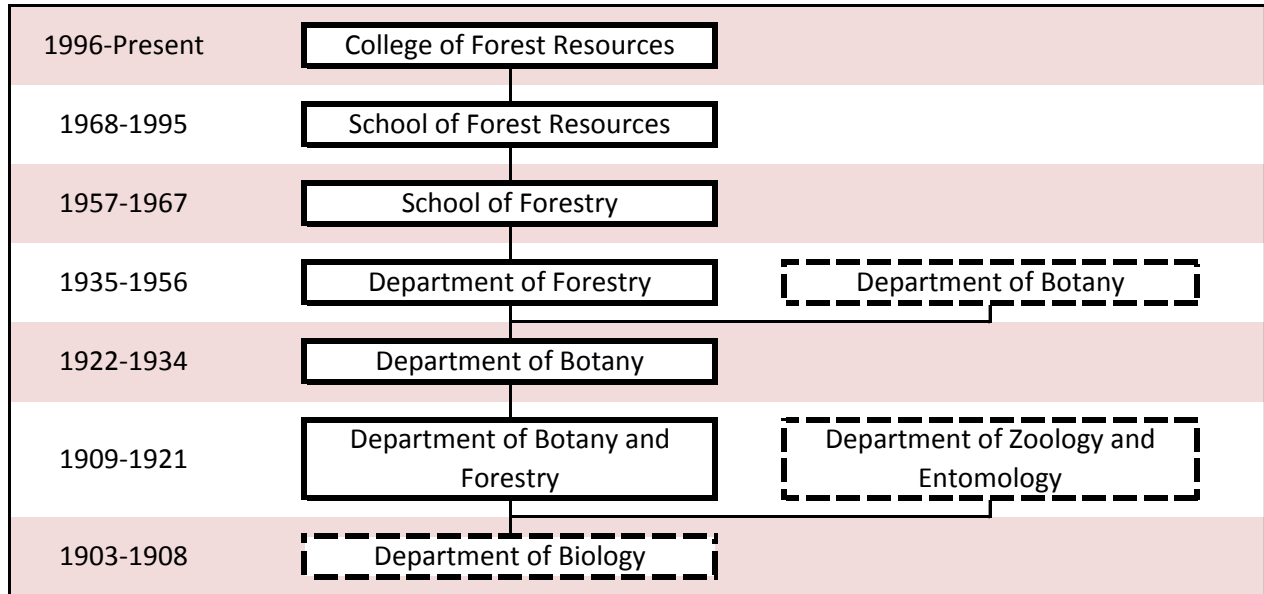 1996-Present College of Forest Resources
1968-1995 School of Forest Resources
1957-1967 School of Forestry
1935-1956 Department of Forestry Department of Botany
1922-1934 Department of Botany
1909-1921 Department of Botany and Department of Zoology and
Forestry Entomology
1903-1908 Department of Biology